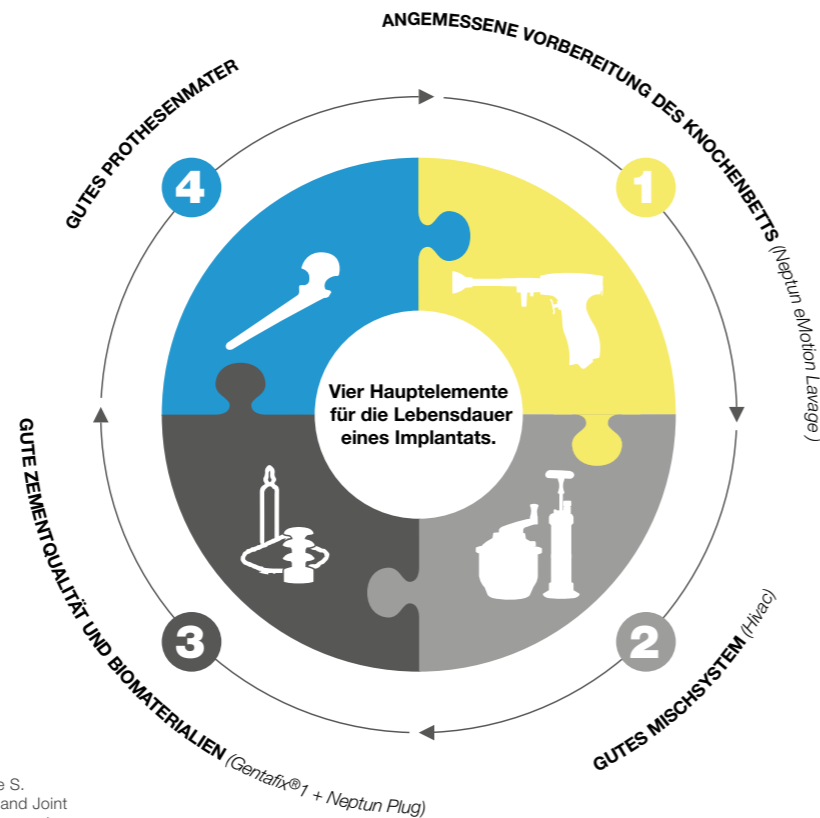 ANGEMESSENE VORBEREITUNG DES KNOCHENBETTS (Neptun eMotion Lavage )
1
GUTES MISCHSYSTEM (Hivac)
2
GUTE ZEMENTQUALITÄT UND BIOMATERIALIEN (Gentafix®1 + Neptun Plug)
3
GUTES PROTHESENMATER
4
Vier Hauptelemente
für die Lebensdauer
eines Implantats.
e S.
and Joint